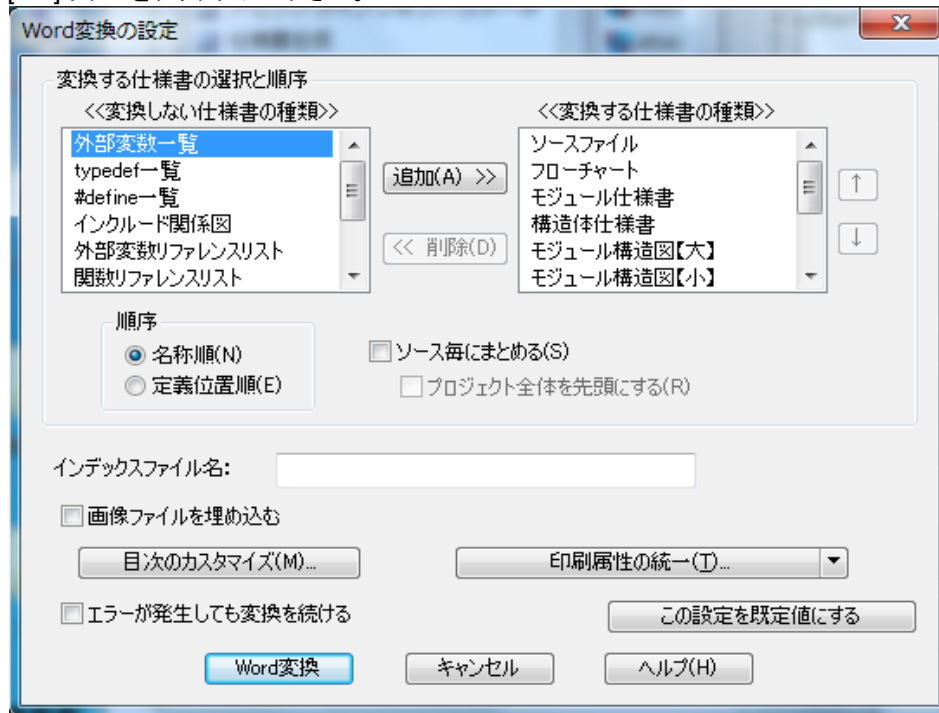 Word変換の設定
変換する仕様書の選択と順序
<<変換しない仕様書の種類>>
<<変換する仕様書の種類>>
外部変数一覧
typedef一覧
#define一覧
インクルード関係図
外部変数リファレンスリスト
関数リファレンスリスト
追加(A) >>
<< 削除(D)
ソースファイル
フローチャート
モジュール仕様書
構造体仕様書
モジュール構造図【大】
モジュール構造図【小】
↑
↓
順序
名称順(N)
定義位置順(E)
ソース毎にまとめる(S)
プロジェクト全体を先頭にする(R)
インデックスファイル名:
画像ファイルを埋め込む
目次のカスタマイズ(M)...
印刷属性の統一(T)...
エラーが発生しても変換を続ける
この設定を既定値にする
Word変換
キャンセル
ヘルプ(H)